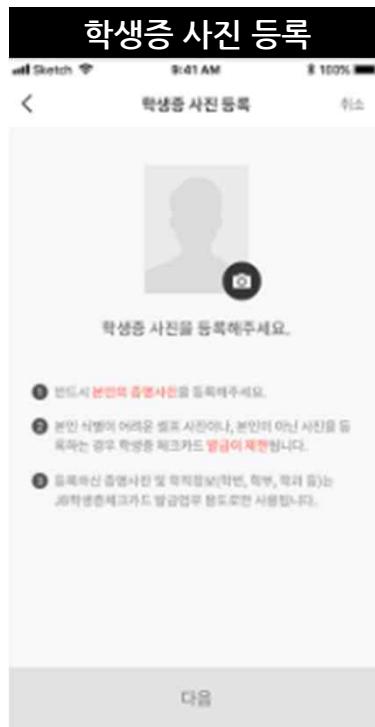 학생증 사진 등록
Sketch 9:41 AM 100%
학생증 사진 등록 취소
학생증 사진을 등록해주세요.
1 반드시 본인의 증명사진을 등록해주세요.
2 본인 식별이 어려운 셀프 사진이나, 본인이 아닌 사진을 등
록하는 경우 학생증 체크카드 발급이 제한됩니다.
3 등록하신 증명사진 및 학적정보(학번, 학부, 학과 등)는
JB학생증체크카드 발급업무 용도로만 사용됩니다.
다음